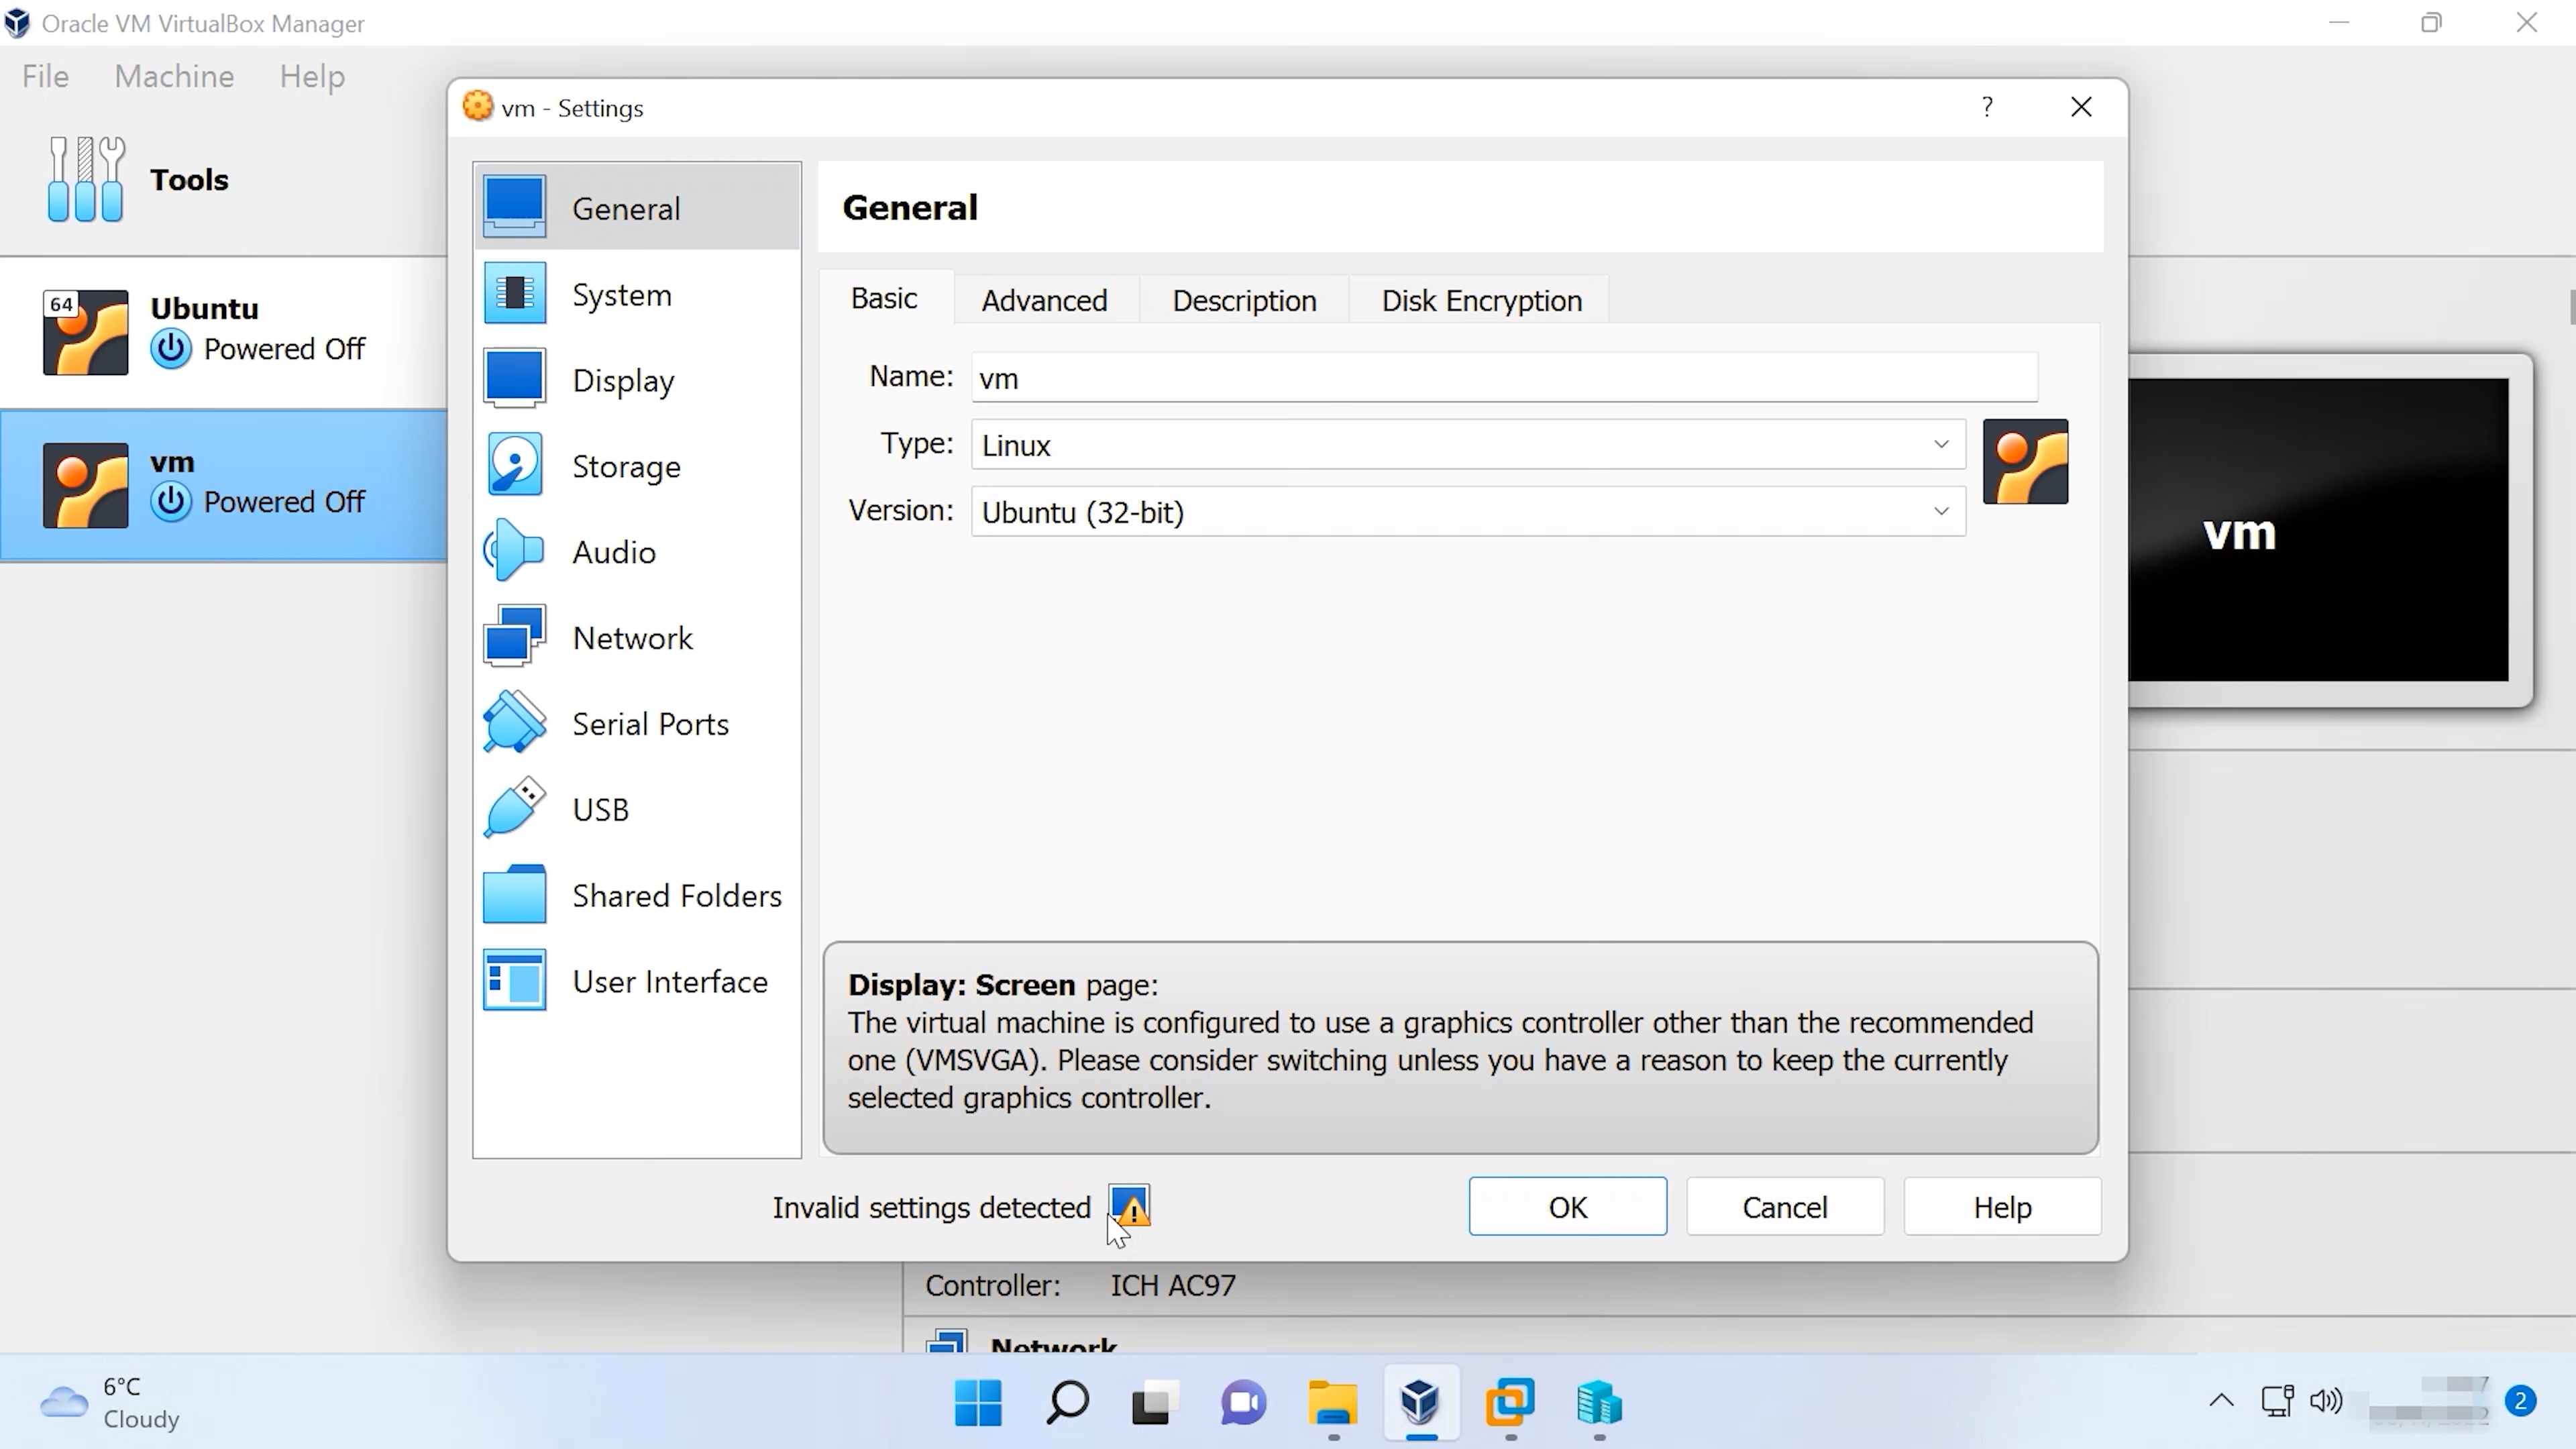 Oracle VM VirtualBox Manager
File Machine Help
vm - Settings
?
Tools
64
Ubuntu
Powered Off
vm
Powered Off
General
System
Display
Storage
Audio
Network
Serial Ports
USB
Shared Folders
User Interface
General
Basic Advanced Description Disk Encryption
Name: vm
Type: Linux
Version: Ubuntu (32-bit)
vm
Display: Screen page:
The virtual machine is configured to use a graphics controller other than the recommended
one (VMSVGA). Please consider switching unless you have a reason to keep the currently
selected graphics controller.
Invalid settings detected
OK Cancel Help
Controller: ICH AC97
Network
6°C
Cloudy
2